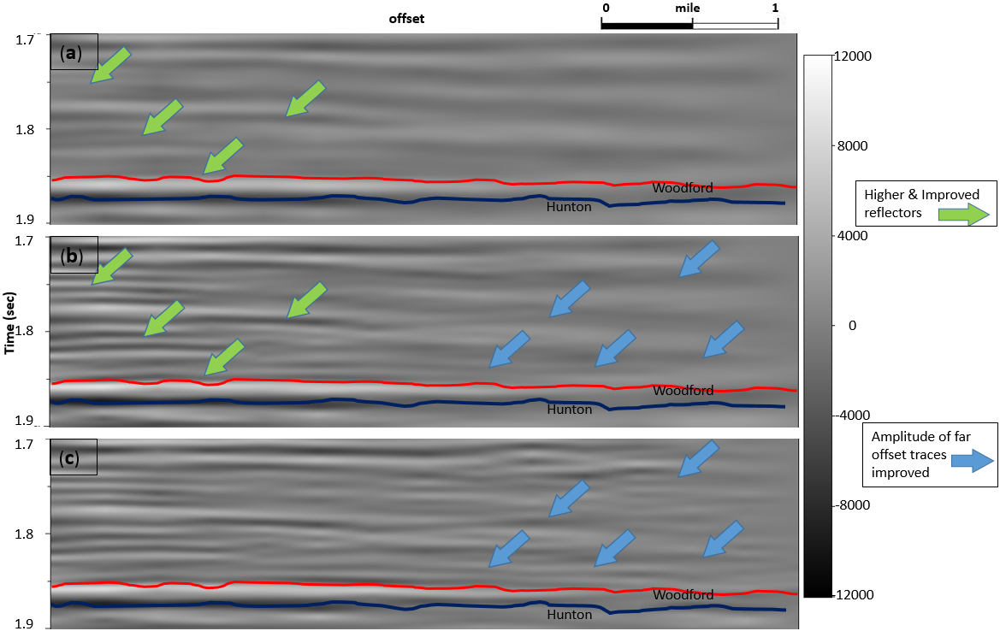 offset
0 mile 1
(a)
1.7
1.8
1.9
Woodford
Hunton
(b)
1.7
1.8
1.9
Woodford
Hunton
Time (sec)
(c)
1.7
1.8
1.9
Woodford
Hunton
12000
8000
4000
0
-4000
-8000
-12000
Higher & Improved
reflectors
Amplitude of far
offset traces
improved